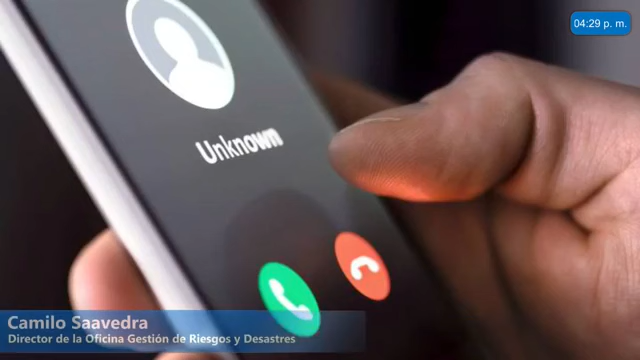 04:29 p. m.
Unknown
Camilo Saavedra
Director de la Oficina Gestión de Riesgos y Desastres